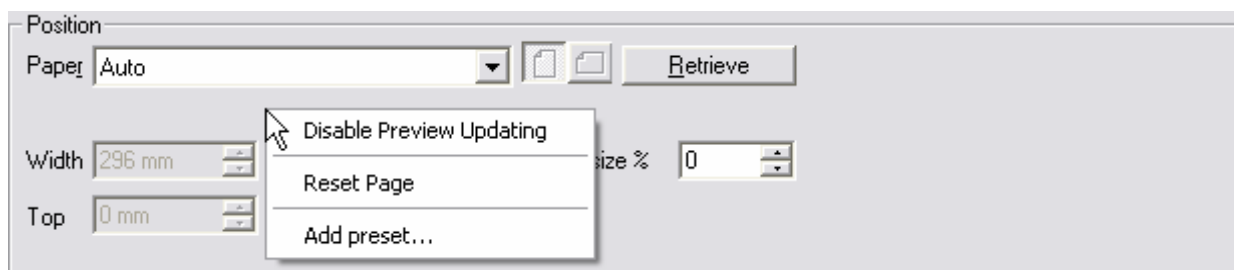 Position
Paper Auto Retrieve
Disable Preview Updating
Width 296 mm size % 0
Reset Page
Top 0 mm
Add preset...